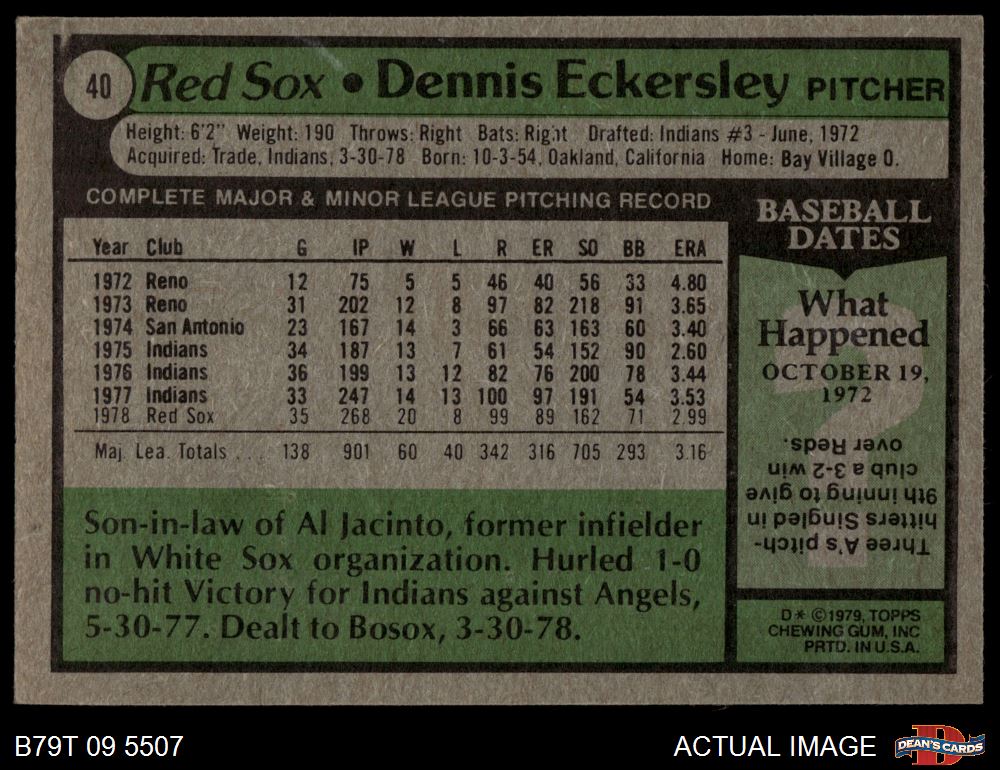 40 Red Sox • Dennis Eckersley PITCHER
Height: 6'2" Weight: 190 Throws: Right Bats: Right Drafted: Indians #3 - June, 1972
Acquired: Trade, Indians, 3-30-78 Born: 10-3-54, Oakland, California Home: Bay Village O.
COMPLETE MAJOR & MINOR LEAGUE PITCHING RECORD
Year Club G IP W L R ER SO BB ERA
1972 Reno 12 75 5 5 46 40 56 33 4.80
1973 Reno 31 202 12 8 97 82 218 91 3.65
1974 San Antonio 23 167 14 3 66 63 163 60 3.40
1975 Indians 34 187 13 7 61 54 152 90 2.60
1976 Indians 36 199 13 12 82 76 200 78 3.44
1977 Indians 33 247 14 13 100 97 191 54 3.53
1978 Red Sox 35 268 20 8 99 89 162 71 2.99
Maj. Lea. Totals . . . 138 901 60 40 342 316 705 293 3.16
Son-in-law of Al Jacinto, former infielder
in White Sox organization. Hurled 1-0
no-hit Victory for Indians against Angels,
5-30-77. Dealt to Bosox, 3-30-78.
BASEBALL
DATES
What
Happened
OCTOBER 19,
1972
?
Three A's pitch-
hitters Singled in
9th inning to give
club a 3-2 win
over Reds.
D* ©1979, TOPPS
CHEWING GUM, INC
PRTD. IN U.S.A.
B79T 09 5507
ACTUAL IMAGE
D
DEAN'S CARDS